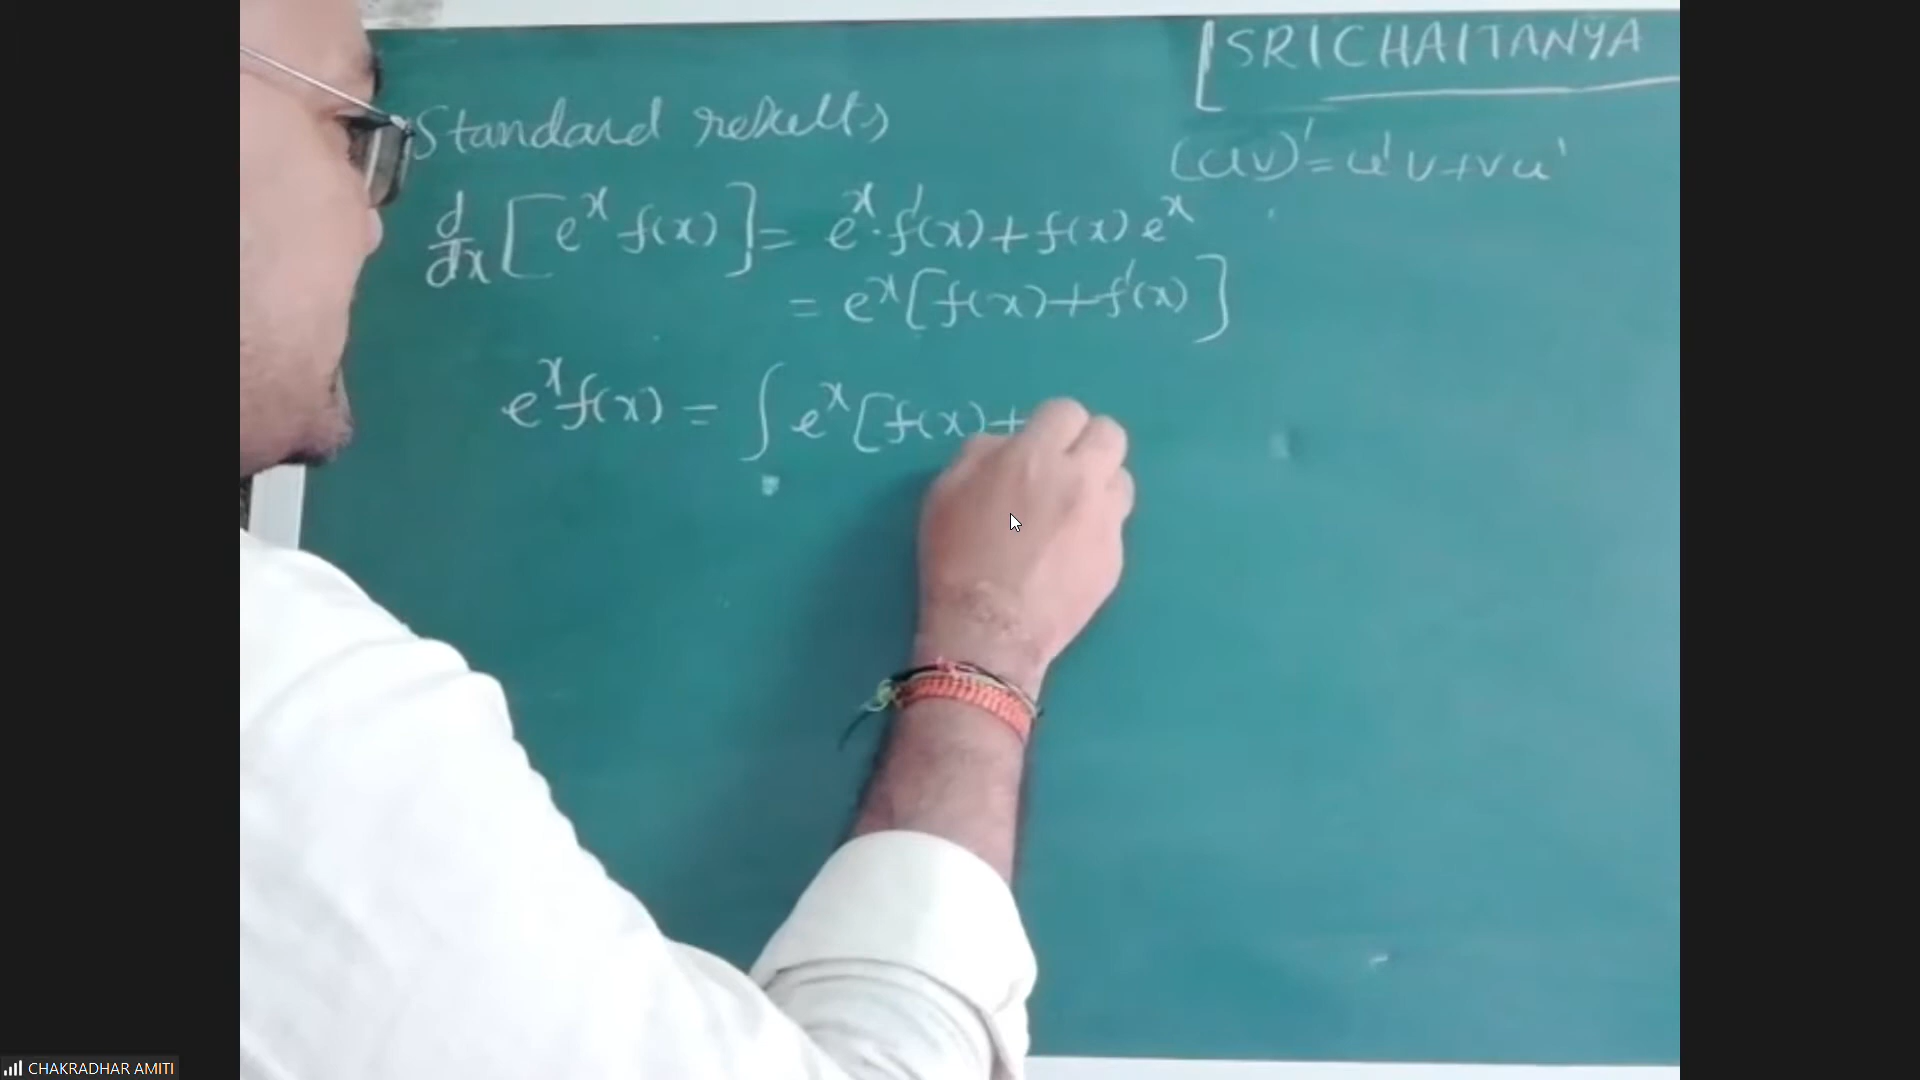 SRICHAITANYA
Standard results
(uv)' = u'v+vu'
d/dx [e^x f(x)] = e^x · f'(x) + f(x) e^x
= e^x [f(x) + f'(x)]
e^x f(x) = ∫ e^x [f(x) +
CHAKRADHAR AMITI